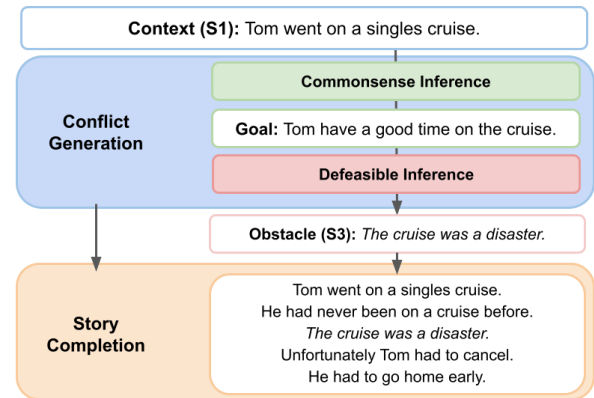 Context (S1): Tom went on a singles cruise.
Commonsense Inference
Conflict
Generation
Goal: Tom have a good time on the cruise.
Defeasible Inference
Obstacle (S3): The cruise was a disaster.
Story
Completion
Tom went on a singles cruise.
He had never been on a cruise before.
The cruise was a disaster.
Unfortunately Tom had to cancel.
He had to go home early.